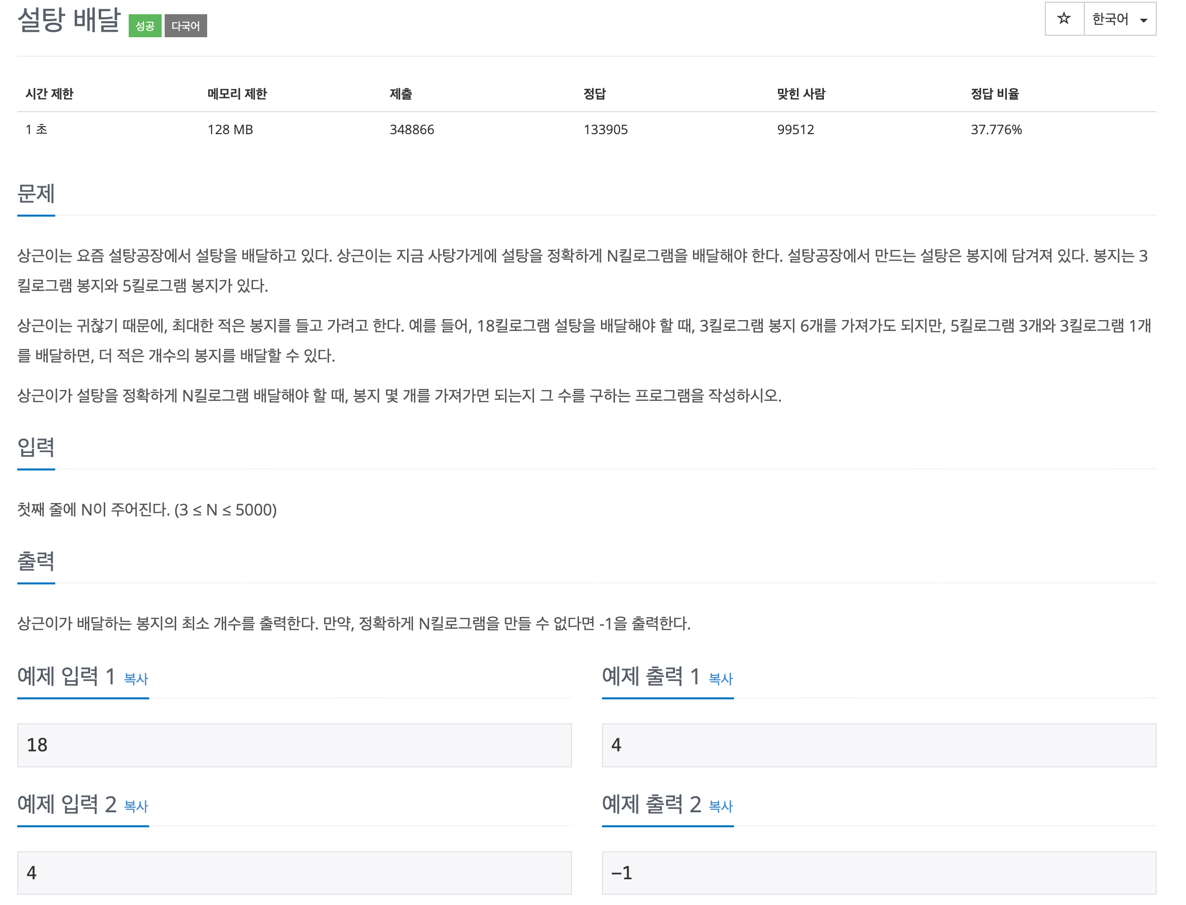 설탕 배달 성공 다국어
☆ 한국어
시간 제한 메모리 제한 제출 정답 맞힌 사람 정답 비율
1 초 128 MB 348866 133905 99512 37.776%
문제
상근이는 요즘 설탕공장에서 설탕을 배달하고 있다. 상근이는 지금 사탕가게에 설탕을 정확하게 N킬로그램을 배달해야 한다. 설탕공장에서 만드는 설탕은 봉지에 담겨져 있다. 봉지는 3
킬로그램 봉지와 5킬로그램 봉지가 있다.
상근이는 귀찮기 때문에, 최대한 적은 봉지를 들고 가려고 한다. 예를 들어, 18킬로그램 설탕을 배달해야 할 때, 3킬로그램 봉지 6개를 가져가도 되지만, 5킬로그램 3개와 3킬로그램 1개
를 배달하면, 더 적은 개수의 봉지를 배달할 수 있다.
상근이가 설탕을 정확하게 N킬로그램 배달해야 할 때, 봉지 몇 개를 가져가면 되는지 그 수를 구하는 프로그램을 작성하시오.
입력
첫째 줄에 N이 주어진다. (3 ≤ N ≤ 5000)
출력
상근이가 배달하는 봉지의 최소 개수를 출력한다. 만약, 정확하게 N킬로그램을 만들 수 없다면 -1을 출력한다.
예제 입력 1 복사
18
예제 출력 1 복사
4
예제 입력 2 복사
4
예제 출력 2 복사
-1